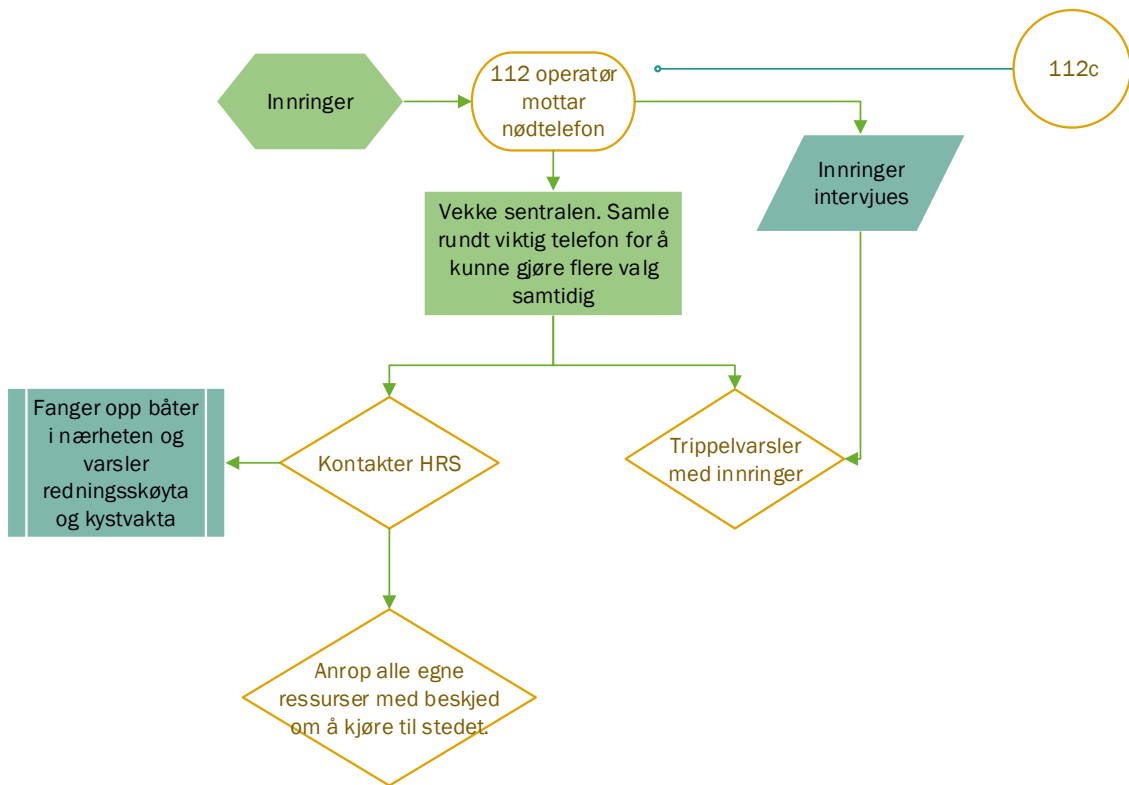 Innringer
112 operatør
mottar
nødtelefon
112c
Innringer
intervjues
Vekke sentralen. Samle
rundt viktig telefon for å
kunne gjøre flere valg
samtidig
Fanger opp båter
i nærheten og
varsler
redningsskøyta
og kystvakta
Kontakter HRS
Trippelvarsler
med innringer
Anrop alle egne
ressurser med beskjed
om å kjøre til stedet.